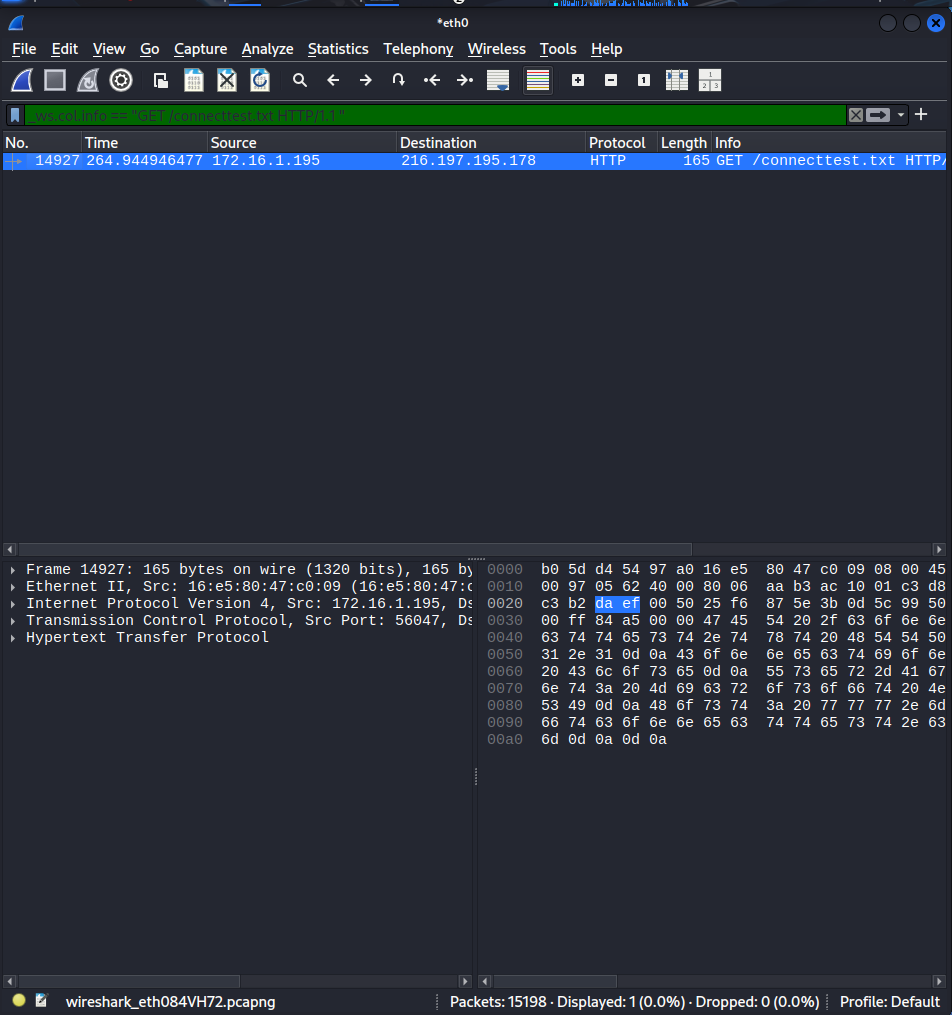 *eth0
File Edit View Go Capture Analyze Statistics Telephony Wireless Tools Help
_ws.col.info == "GET /connecttest.txt HTTP/1.1 "
No. Time Source Destination Protocol Length Info
14927 264.944946477 172.16.1.195 216.197.195.178 HTTP 165 GET /connecttest.txt HTTP/
Frame 14927: 165 bytes on wire (1320 bits), 165 by
Ethernet II, Src: 16:e5:80:47:c0:09 (16:e5:80:47:c
Internet Protocol Version 4, Src: 172.16.1.195, Ds
Transmission Control Protocol, Src Port: 56047, Ds
Hypertext Transfer Protocol
0000 b0 5d d4 54 97 a0 16 e5 80 47 c0 09 08 00 45
0010 00 97 05 62 40 00 80 06 aa b3 ac 10 01 c3 d8
0020 c3 b2 da ef 00 50 25 f6 87 5e 3b 0d 5c 99 50
0030 00 ff 84 a5 00 00 47 45 54 20 2f 63 6f 6e 6e
0040 63 74 74 65 73 74 2e 74 78 74 20 48 54 54 50
0050 31 2e 31 0d 0a 43 6f 6e 6e 65 63 74 69 6f 6e
0060 20 43 6c 6f 73 65 0d 0a 55 73 65 72 2d 41 67
0070 6e 74 3a 20 4d 69 63 72 6f 73 6f 66 74 20 4e
0080 53 49 0d 0a 48 6f 73 74 3a 20 77 77 77 2e 6d
0090 66 74 63 6f 6e 6e 65 63 74 74 65 73 74 2e 63
00a0 6d 0d 0a 0d 0a
wireshark_eth084VH72.pcapng Packets: 15198 · Displayed: 1 (0.0%) · Dropped: 0 (0.0%) Profile: Default